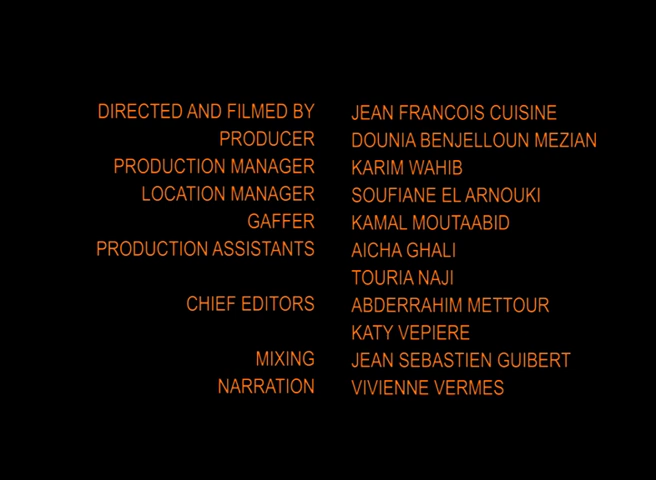 DIRECTED AND FILMED BY JEAN FRANCOIS CUISINE
PRODUCER DOUNIA BENJELLOUN MEZIAN
PRODUCTION MANAGER KARIM WAHIB
LOCATION MANAGER SOUFIANE EL ARNOUKI
GAFFER KAMAL MOUTAABID
PRODUCTION ASSISTANTS AICHA GHALI
TOURIA NAJI
CHIEF EDITORS ABDERRAHIM METTOUR
KATY VEPIERE
MIXING JEAN SEBASTIEN GUIBERT
NARRATION VIVIENNE VERMES